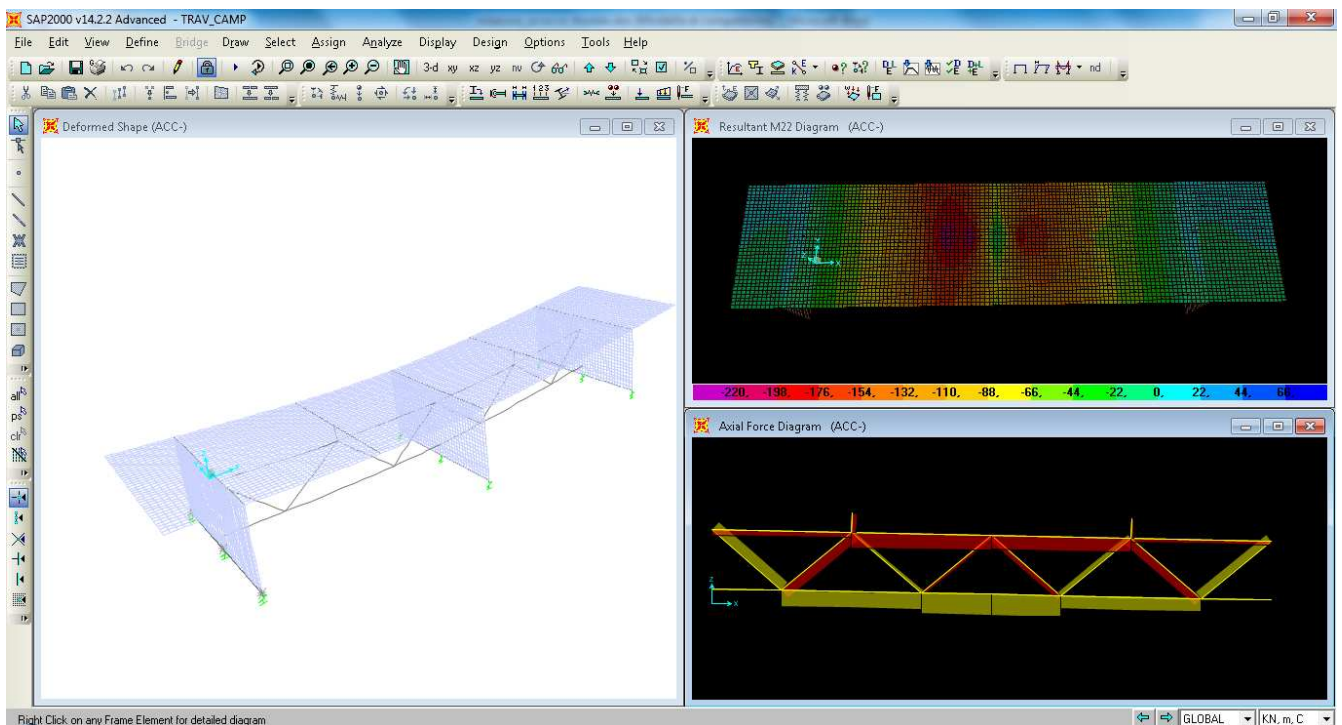 SAP2000 v14.2.2 Advanced - TRAV_CAMP
File Edit View Define Bridge Draw Select Assign Analyze Display Design Options Tools Help
3-d xy xz yz nv
nd
Deformed Shape (ACC-)
Resultant M22 Diagram (ACC-)
-220, -198, -176, -154, -132, -110, -88, -66, -44, -22, 0, 22, 44, 66,
Axial Force Diagram (ACC-)
all
ps
clr
Z
X
Right Click on any Frame Element for detailed diagram
GLOBAL
KN, m, C